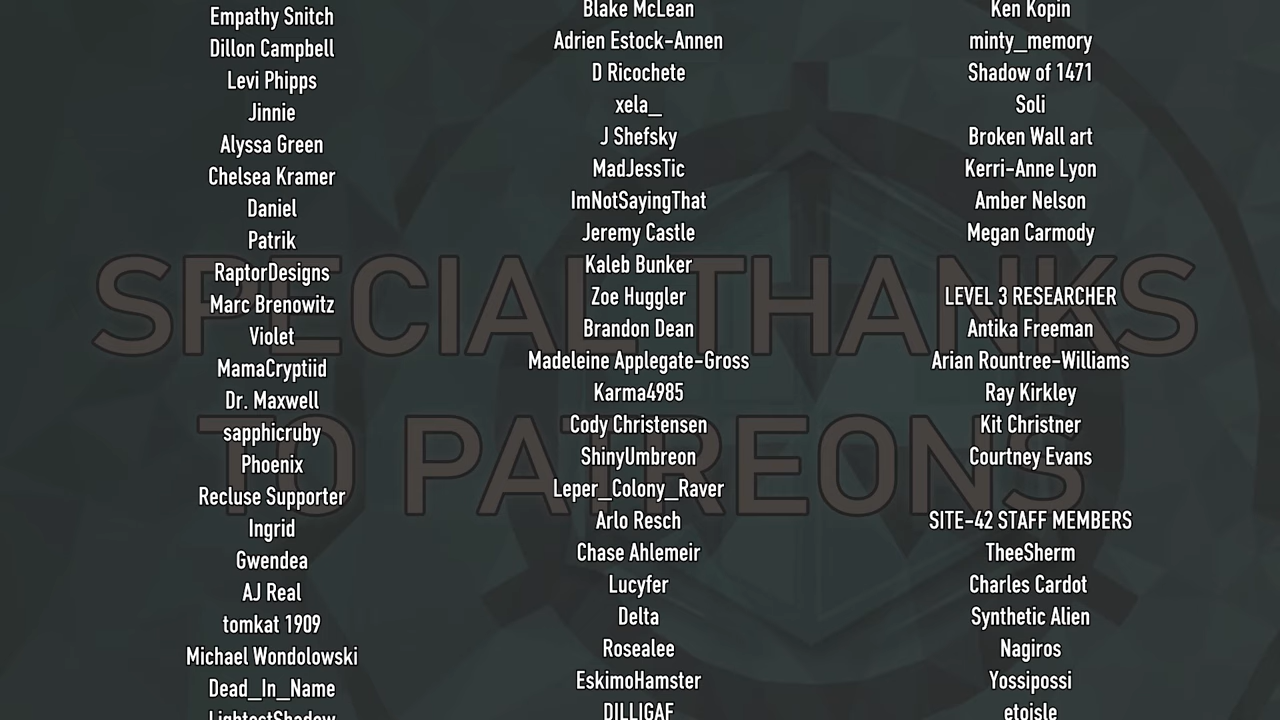 Empathy Snitch
Dillon Campbell
Levi Phipps
Jinnie
Alyssa Green
Chelsea Kramer
Daniel
Patrik
RaptorDesigns
Marc Brenowitz
Violet
MamaCryptiid
Dr. Maxwell
sapphicruby
Phoenix
Recluse Supporter
Ingrid
Gwendea
AJ Real
tomkat 1909
Michael Wondolowski
Dead_In_Name
LightestShadow
Blake McLean
Adrien Estock-Annen
D Ricochete
xela_
J Shefsky
MadJessTic
ImNotSayingThat
Jeremy Castle
Kaleb Bunker
Zoe Huggler
Brandon Dean
Madeleine Applegate-Gross
Karma4985
Cody Christensen
ShinyUmbreon
Leper_Colony_Raver
Arlo Resch
Chase Ahlemeir
Lucyfer
Delta
Rosealee
EskimoHamster
DILLIGAF
Ken Kopin
minty_memory
Shadow of 1471
Soli
Broken Wall art
Kerri-Anne Lyon
Amber Nelson
Megan Carmody
LEVEL 3 RESEARCHER
Antika Freeman
Arian Rountree-Williams
Ray Kirkley
Kit Christner
Courtney Evans
SITE-42 STAFF MEMBERS
TheeSherm
Charles Cardot
Synthetic Alien
Nagiros
Yossipossi
etoisle
SPECIAL THANKS
TO PATREONS